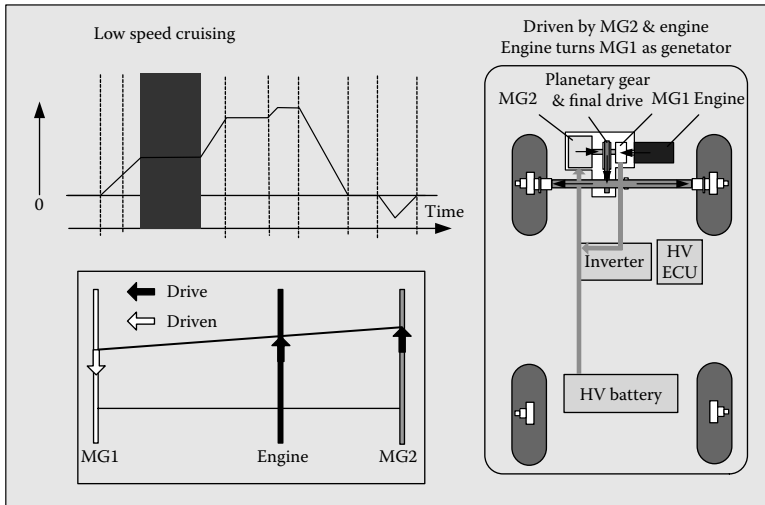 Low speed cruising
0
Time
Drive
Driven
MG1
Engine
MG2
Driven by MG2 & engine
Engine turns MG1 as genetator
Planetary gear
MG2 & final drive MG1 Engine
Inverter
HV
ECU
HV battery